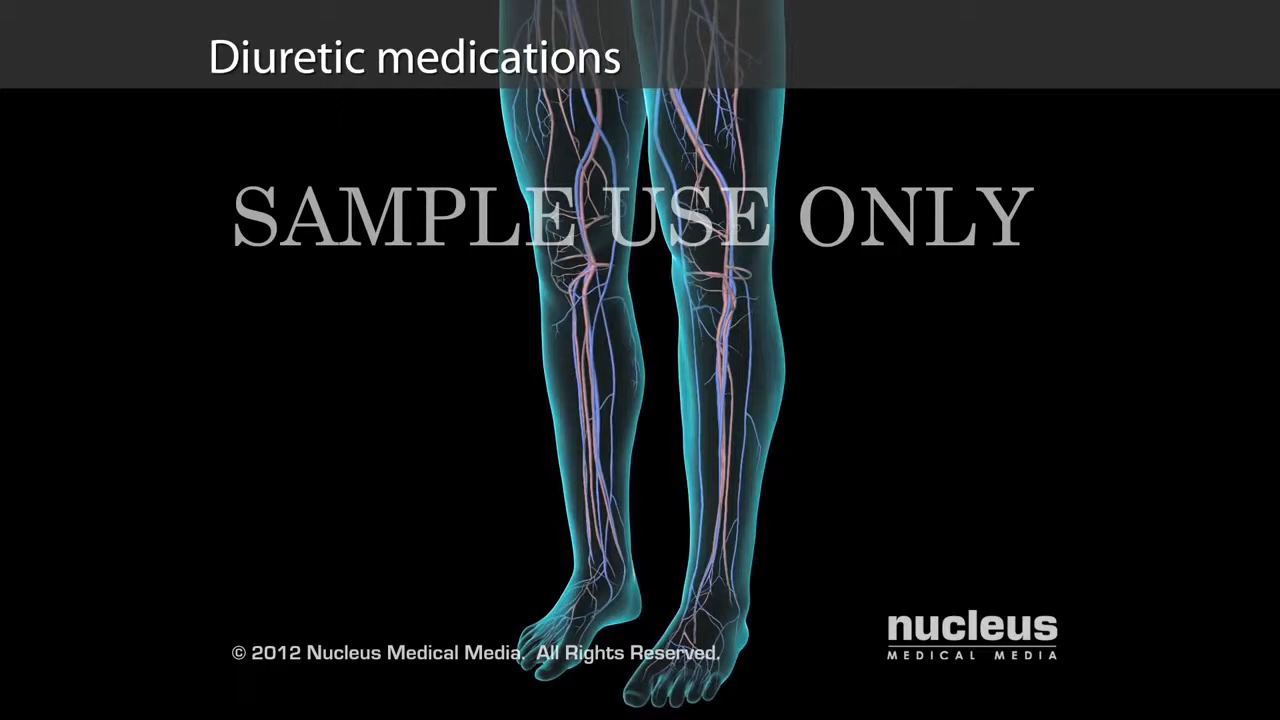 Diuretic medications
SAMPLE USE ONLY
© 2012 Nucleus Medical Media. All Rights Reserved.
nucleus
MEDICAL MEDIA